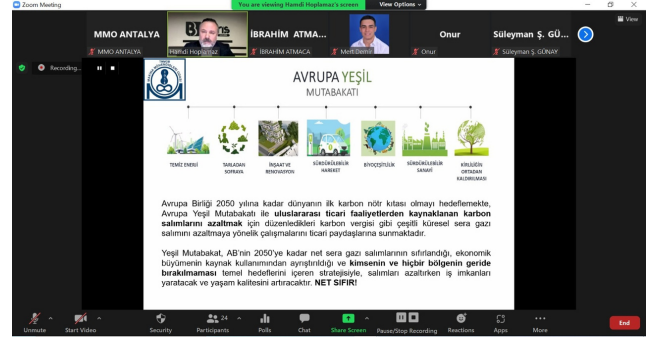 Zoom Meeting
You are viewing Hamdi Hoplamaz's screen
View Options
View
MMO ANTALYA
İBRAHİM ATMA...
Onur
Süleyman Ş. GÜ...
MMO ANTALYA
Hamdi Hoplamaz
İBRAHİM ATMACA
Mert Demir
Onur
Süleyman Ş. GÜNAY
Recording...
AVRUPA YEŞİL
MUTABAKATI
TEMİZ ENERJİ
TARLADAN
SOFRAYA
İNŞAAT VE
RENOVASYON
SÜRDÜRÜLEBİLİR
HAREKET
BİYOÇEŞİTLİLİK
SÜRDÜRÜLEBİLİR
SANAYİ
KİRLİLİĞİN
ORTADAN
KALDIRILMASI
Avrupa Birliği 2050 yılına kadar dünyanın ilk karbon nötr kıtası olmayı hedeflemekte,
Avrupa Yeşil Mutabakatı ile uluslararası ticari faaliyetlerden kaynaklanan karbon
salımlarını azaltmak için düzenledikleri karbon vergisi gibi çeşitli küresel sera gazı
salımını azaltmaya yönelik çalışmalarını ticari paydaşlarına sunmaktadır.
Yeşil Mutabakat, AB'nin 2050'ye kadar net sera gazı salımlarının sıfırlandığı, ekonomik
büyümenin kaynak kullanımından ayrıştırıldığı ve kimsenin ve hiçbir bölgenin geride
bırakılmaması temel hedeflerini içeren stratejisiyle, salımları azaltırken iş imkanları
yaratacak ve yaşam kalitesini artıracaktır. NET SIFIR!
Unmute
Start Video
Security
Participants
24
Polls
Chat
Share Screen
Pause/Stop Recording
Reactions
Apps
More
End